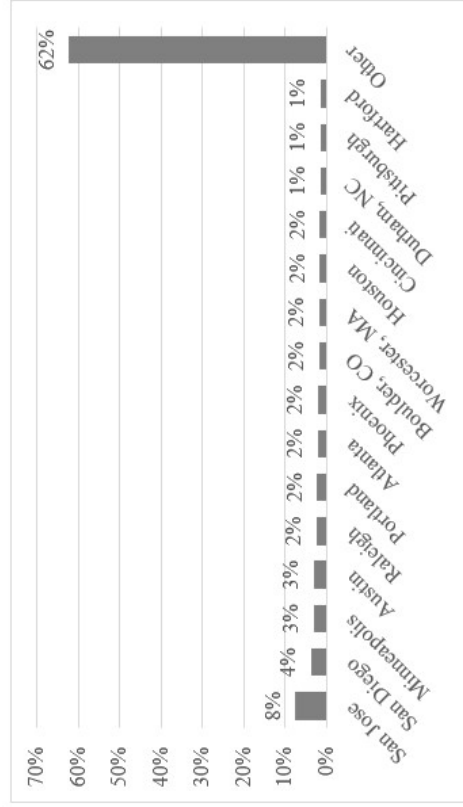 70%
60%
50%
40%
30%
20%
10%
0%
8%
4%
3%
3%
2%
2%
2%
2%
2%
2%
2%
2%
1%
1%
1%
62%
San Jose
San Diego
Minneapolis
Austin
Raleigh
Portland
Atlanta
Phoenix
Boulder, CO
Worcester, MA
Houston
Cincinnati
Durham, NC
Pittsburgh
Hartford
Other